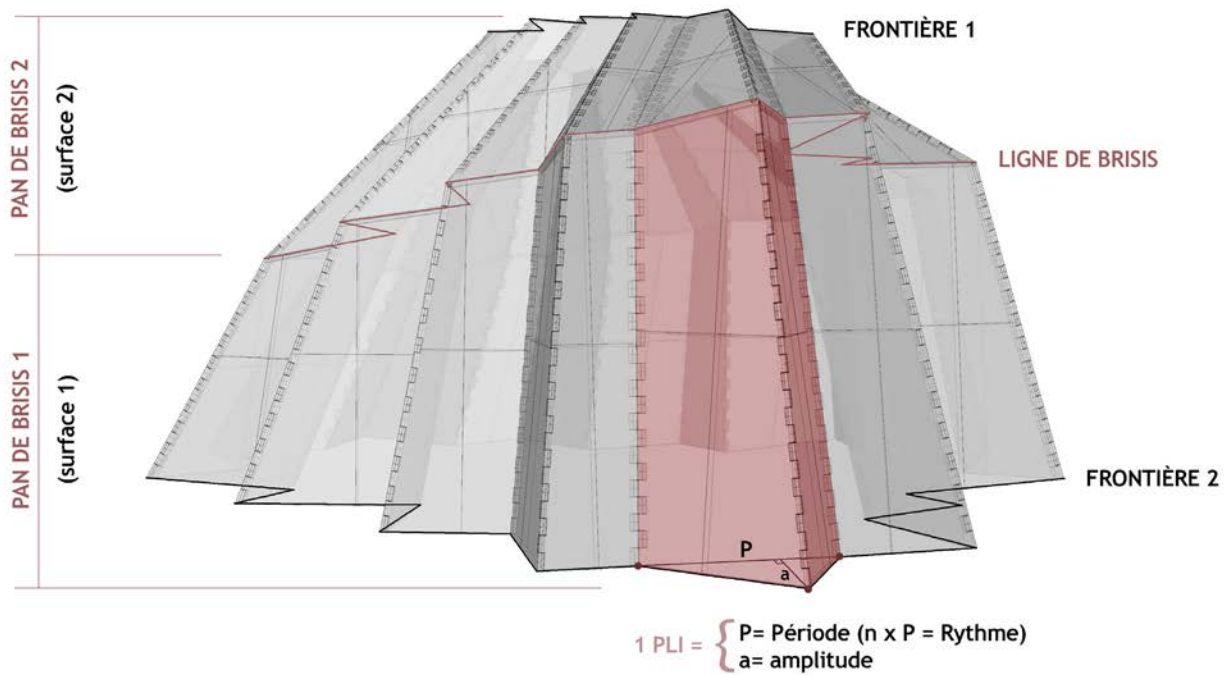 FRONTIÈRE 1
PAN DE BRISIS 2
(surface 2)
LIGNE DE BRISIS
PAN DE BRISIS 1
(surface 1)
FRONTIÈRE 2
P
a
1 PLI = { P= Période (n x P = Rythme)
a= amplitude